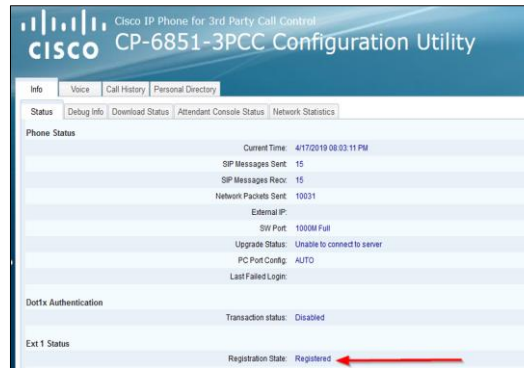 Cisco IP Phone for 3rd Party Call Control
CISCO CP-6851-3PCC Configuration Utility
Info Voice Call History Personal Directory
Status Debug Info Download Status Attendant Console Status Network Statistics
Phone Status
Current Time: 4/17/2019 08:03:11 PM
SIP Messages Sent: 15
SIP Messages Recv: 15
Network Packets Sent: 10031
External IP:
SW Port: 1000M Full
Upgrade Status: Unable to connect to server
PC Port Config: AUTO
Last Failed Login:
Dot1x Authentication
Transaction status: Disabled
Ext 1 Status
Registration State: Registered